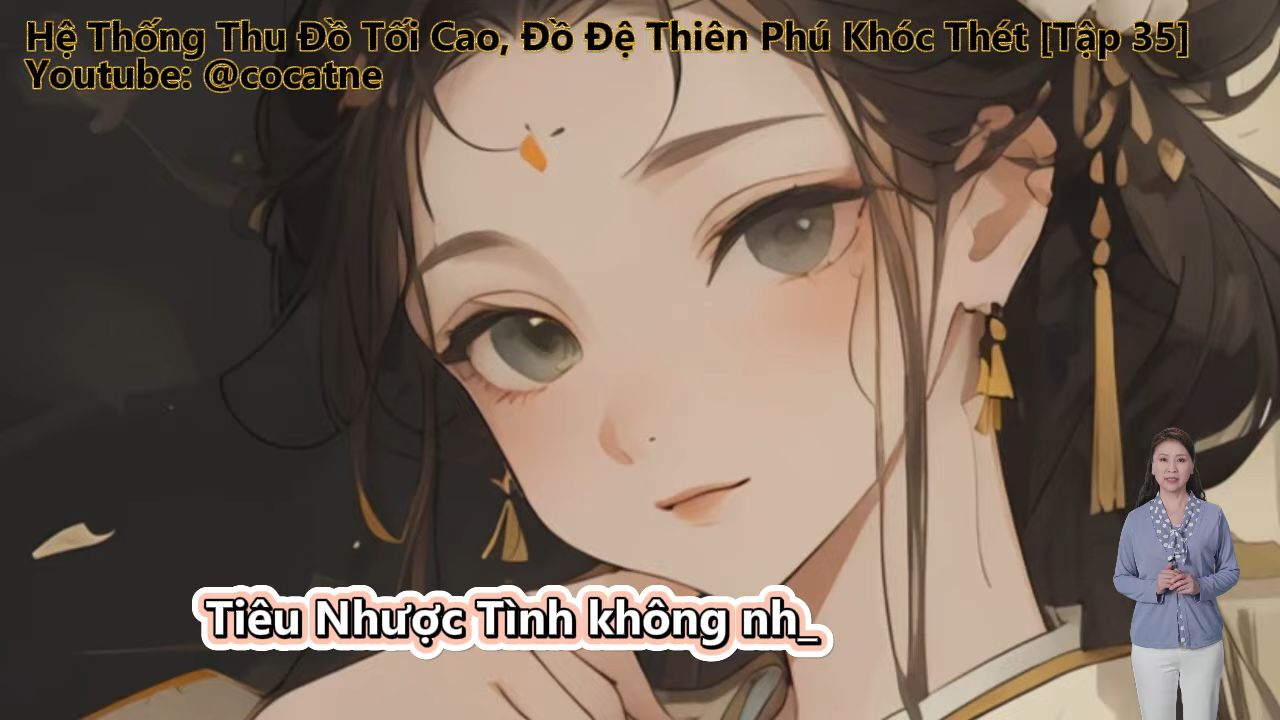 Hệ Thống Thu Đồ Tối Cao, Đồ Đệ Thiên Phú Khóc Thét [Tập 35]
Youtube: @cocatne
Tiêu Nhược Tình không nh_